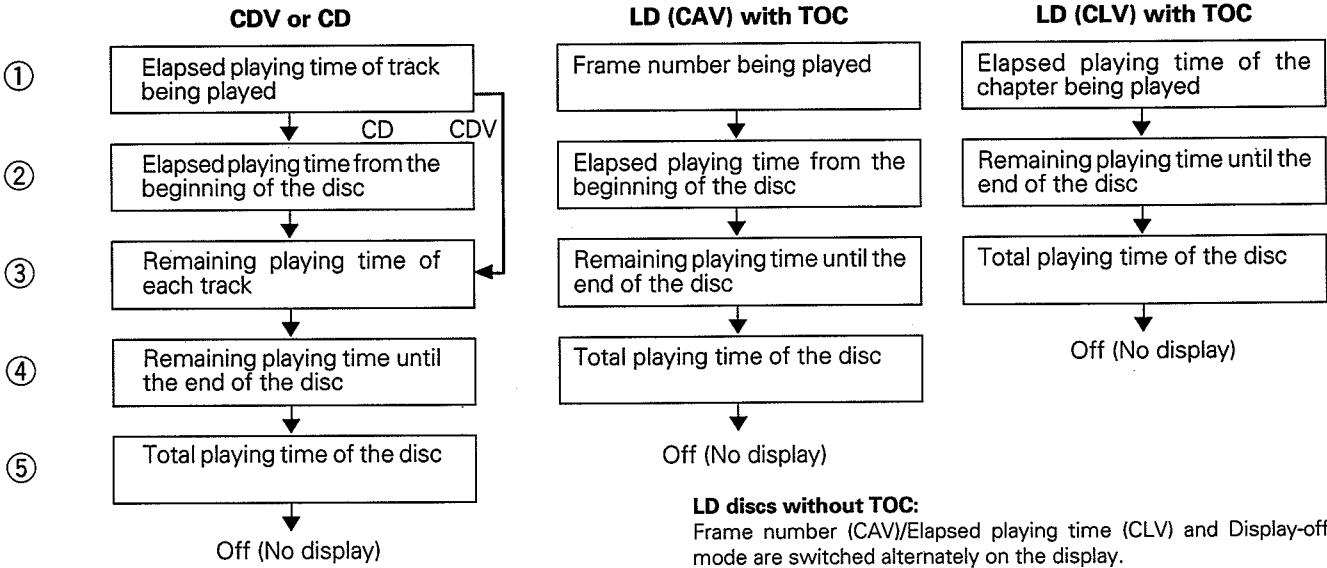 CDV or CD
① Elapsed playing time of track
being played
CD CDV
② Elapsed playing time from the
beginning of the disc
③ Remaining playing time of
each track
④ Remaining playing time until
the end of the disc
⑤ Total playing time of the disc
Off (No display)
LD (CAV) with TOC
Frame number being played
Elapsed playing time from the
beginning of the disc
Remaining playing time until the
end of the disc
Total playing time of the disc
Off (No display)
LD (CLV) with TOC
Elapsed playing time of the
chapter being played
Remaining playing time until the
end of the disc
Total playing time of the disc
Off (No display)
LD discs without TOC:
Frame number (CAV)/Elapsed playing time (CLV) and Display-off
mode are switched alternately on the display.